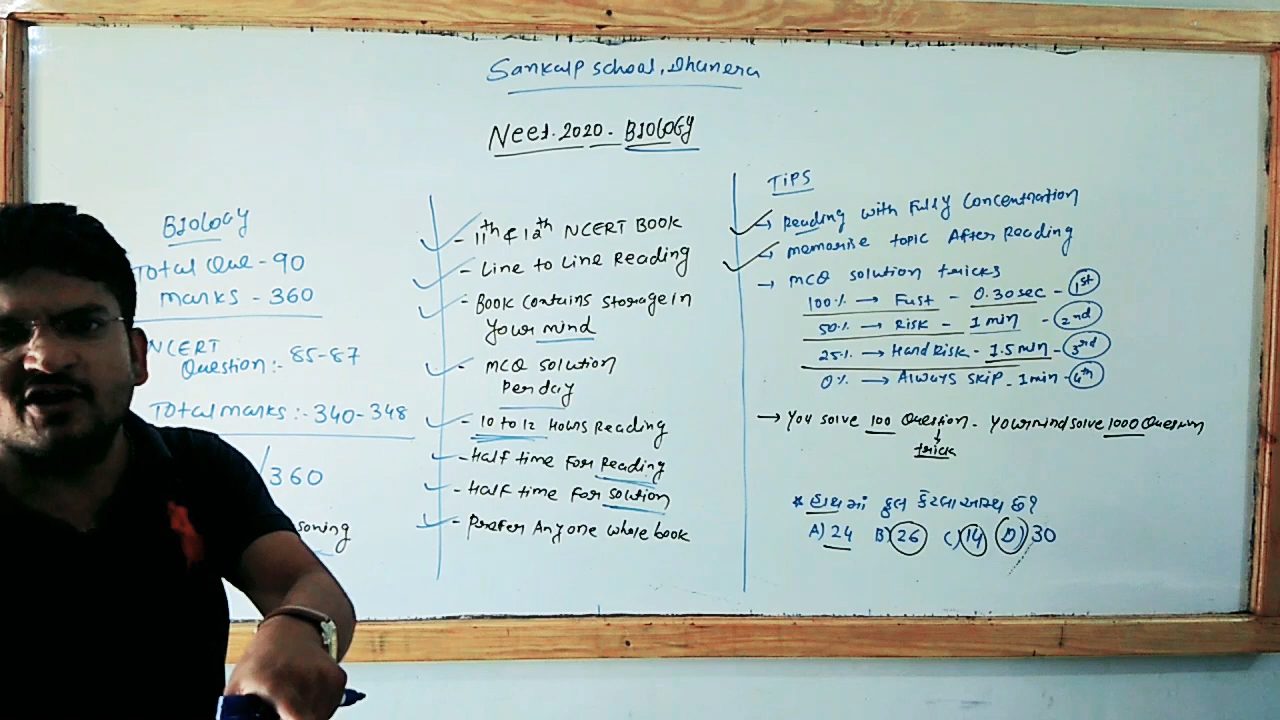 Sankalp school, Dhanera
Neet. 2020 - BIOLOGY
BIOLOGY
Total Que - 90
marks - 360
NCERT
Question:- 85-87
Total marks:- 340-348
/360
soning
- 11th & 12th NCERT BOOK
- Line to Line Reading
- Book contains storage in
your mind
- MCQ solution
Per day
- 10 to 12 Hours Reading
- Half time For Reading
- Half time For solution
- Prefer Anyone whole book
TIPS
→ Reading with Fully concentration
→ memorise topic After Reading
→ MCQ solution tricks
100% → Fast - 0.30 sec - 1st
50% → Risk - 1 min - 2nd
25% → Hard Risk - 1.5 min - 3rd
0% → Always skip - 1 min - 4th
→ You solve 100 Question - Your mind solve 1000 Question
↓
trick
* હાથમાં કુલ કેટલા અસ્થિ છે?
A) 24 B) 26 C) 14 D) 30